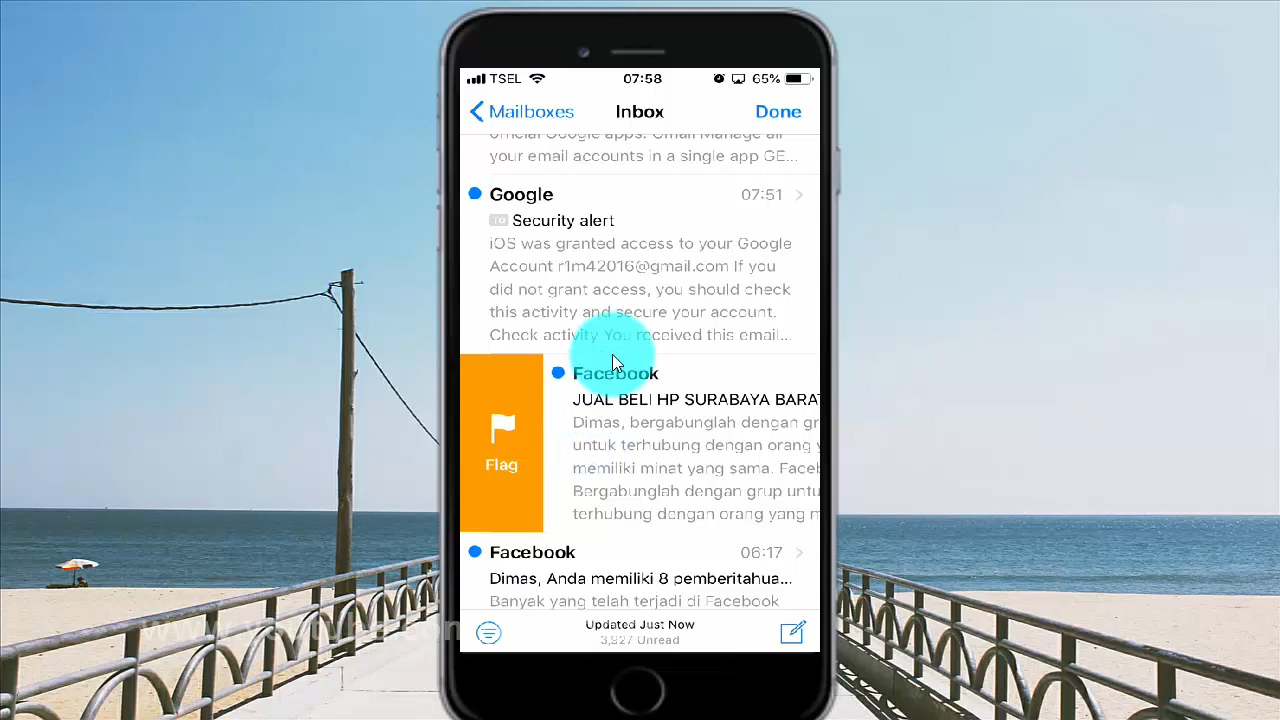 TSEL 07:58 65%
Mailboxes Inbox Done
official Google apps. Gmail Manage all
your email accounts in a single app GE...
Google 07:51
TO Security alert
iOS was granted access to your Google
Account r1m42016@gmail.com If you
did not grant access, you should check
this activity and secure your account.
Check activity You received this email...
Facebook
JUAL BELI HP SURABAYA BARAT
Dimas, bergabunglah dengan gr
untuk terhubung dengan orang y
memiliki minat yang sama. Faceb
Bergabunglah dengan grup untu
terhubung dengan orang yang m
Flag
Facebook 06:17
Dimas, Anda memiliki 8 pemberitahua...
Banyak yang telah terjadi di Facebook
Updated Just Now
3,927 Unread
www.youtube.com